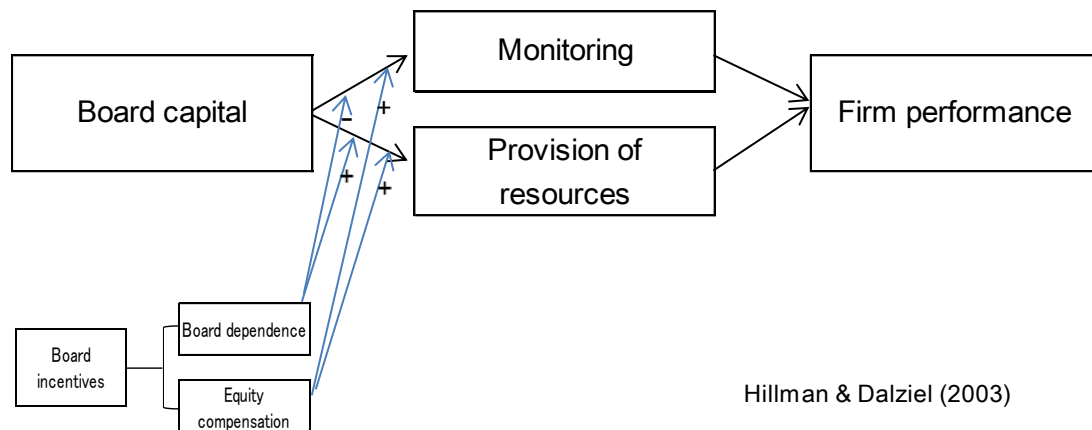 Monitoring
Board capital
Firm performance
-
+
Provision of
resources
+
+
Board dependence
Board
incentives
Equity
compensation
Hillman & Dalziel (2003)